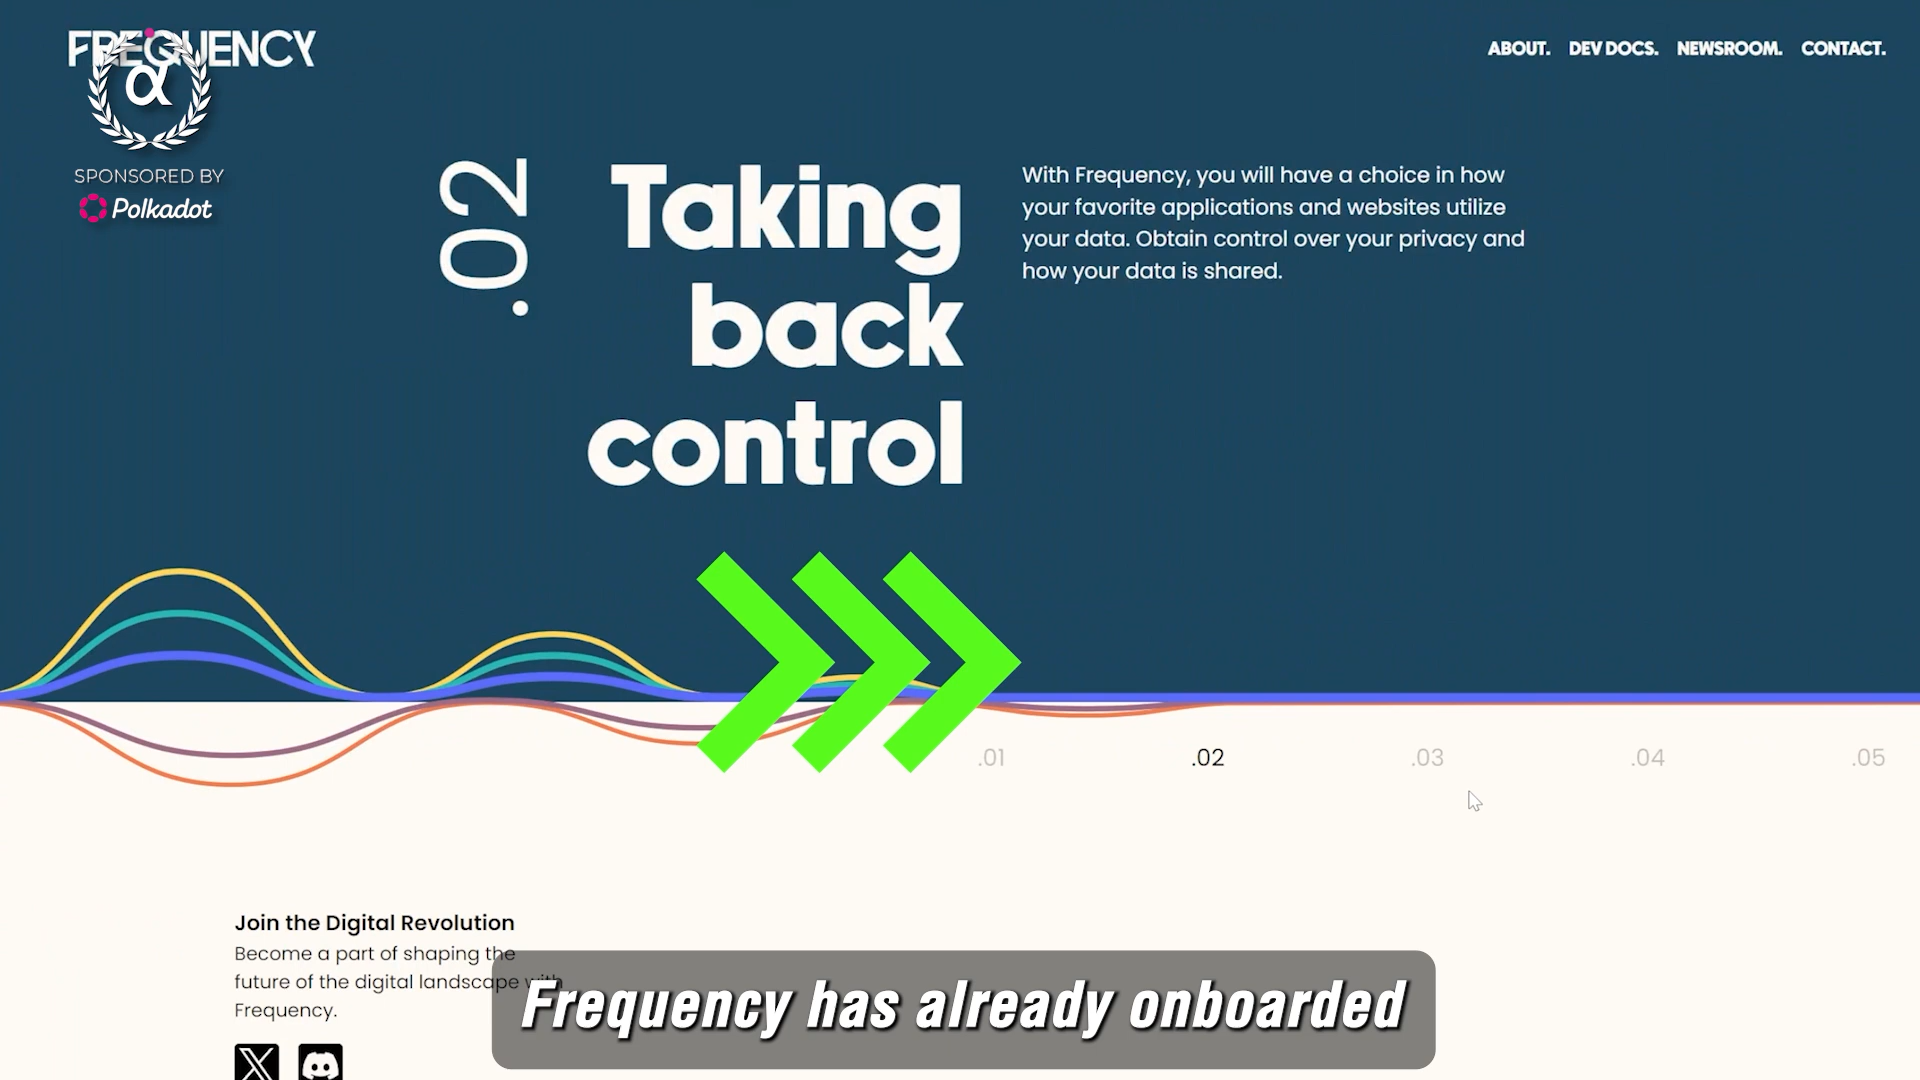 FREQUENCY
α
SPONSORED BY
Polkadot
ABOUT. DEV DOCS. NEWSROOM. CONTACT.
.02
Taking
back
control
With Frequency, you will have a choice in how
your favorite applications and websites utilize
your data. Obtain control over your privacy and
how your data is shared.
.01 .02 .03 .04 .05
Join the Digital Revolution
Become a part of shaping the
future of the digital landscape with
Frequency.
Frequency has already onboarded